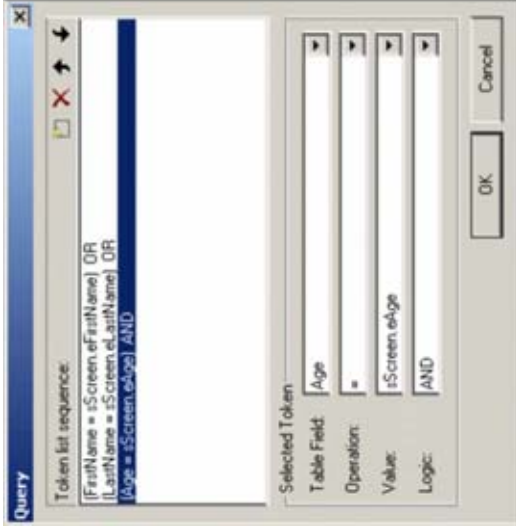 Query
Token list sequence:
(FirstName = sScreen.eFirstName) OR
(LastName = sScreen.eLastName) OR
(Age = sScreen.eAge) AND
Selected Token
Table Field: Age
Operation: =
Value: sScreen.eAge
Logic: AND
OK Cancel